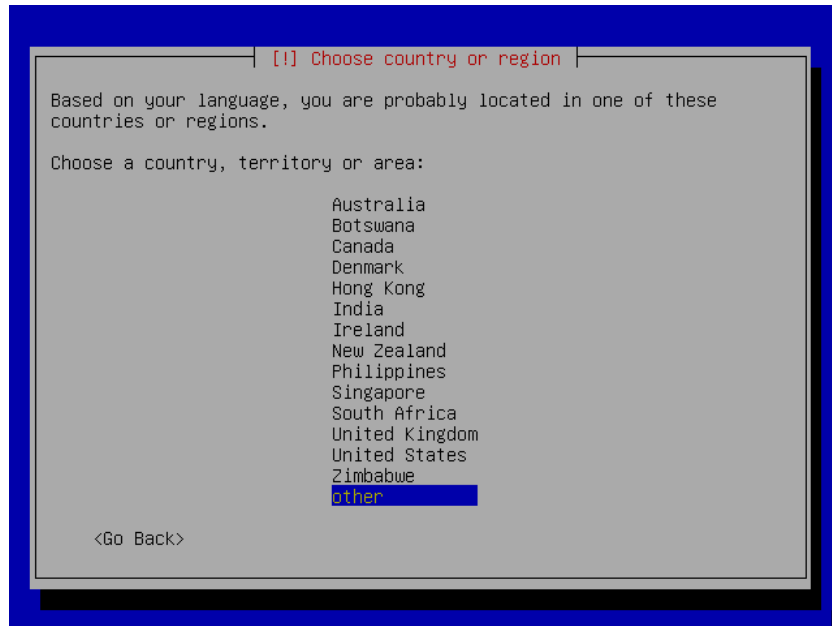 [!] Choose country or region
Based on your language, you are probably located in one of these
countries or regions.
Choose a country, territory or area:
Australia
Botswana
Canada
Denmark
Hong Kong
India
Ireland
New Zealand
Philippines
Singapore
South Africa
United Kingdom
United States
Zimbabwe
other
<Go Back>